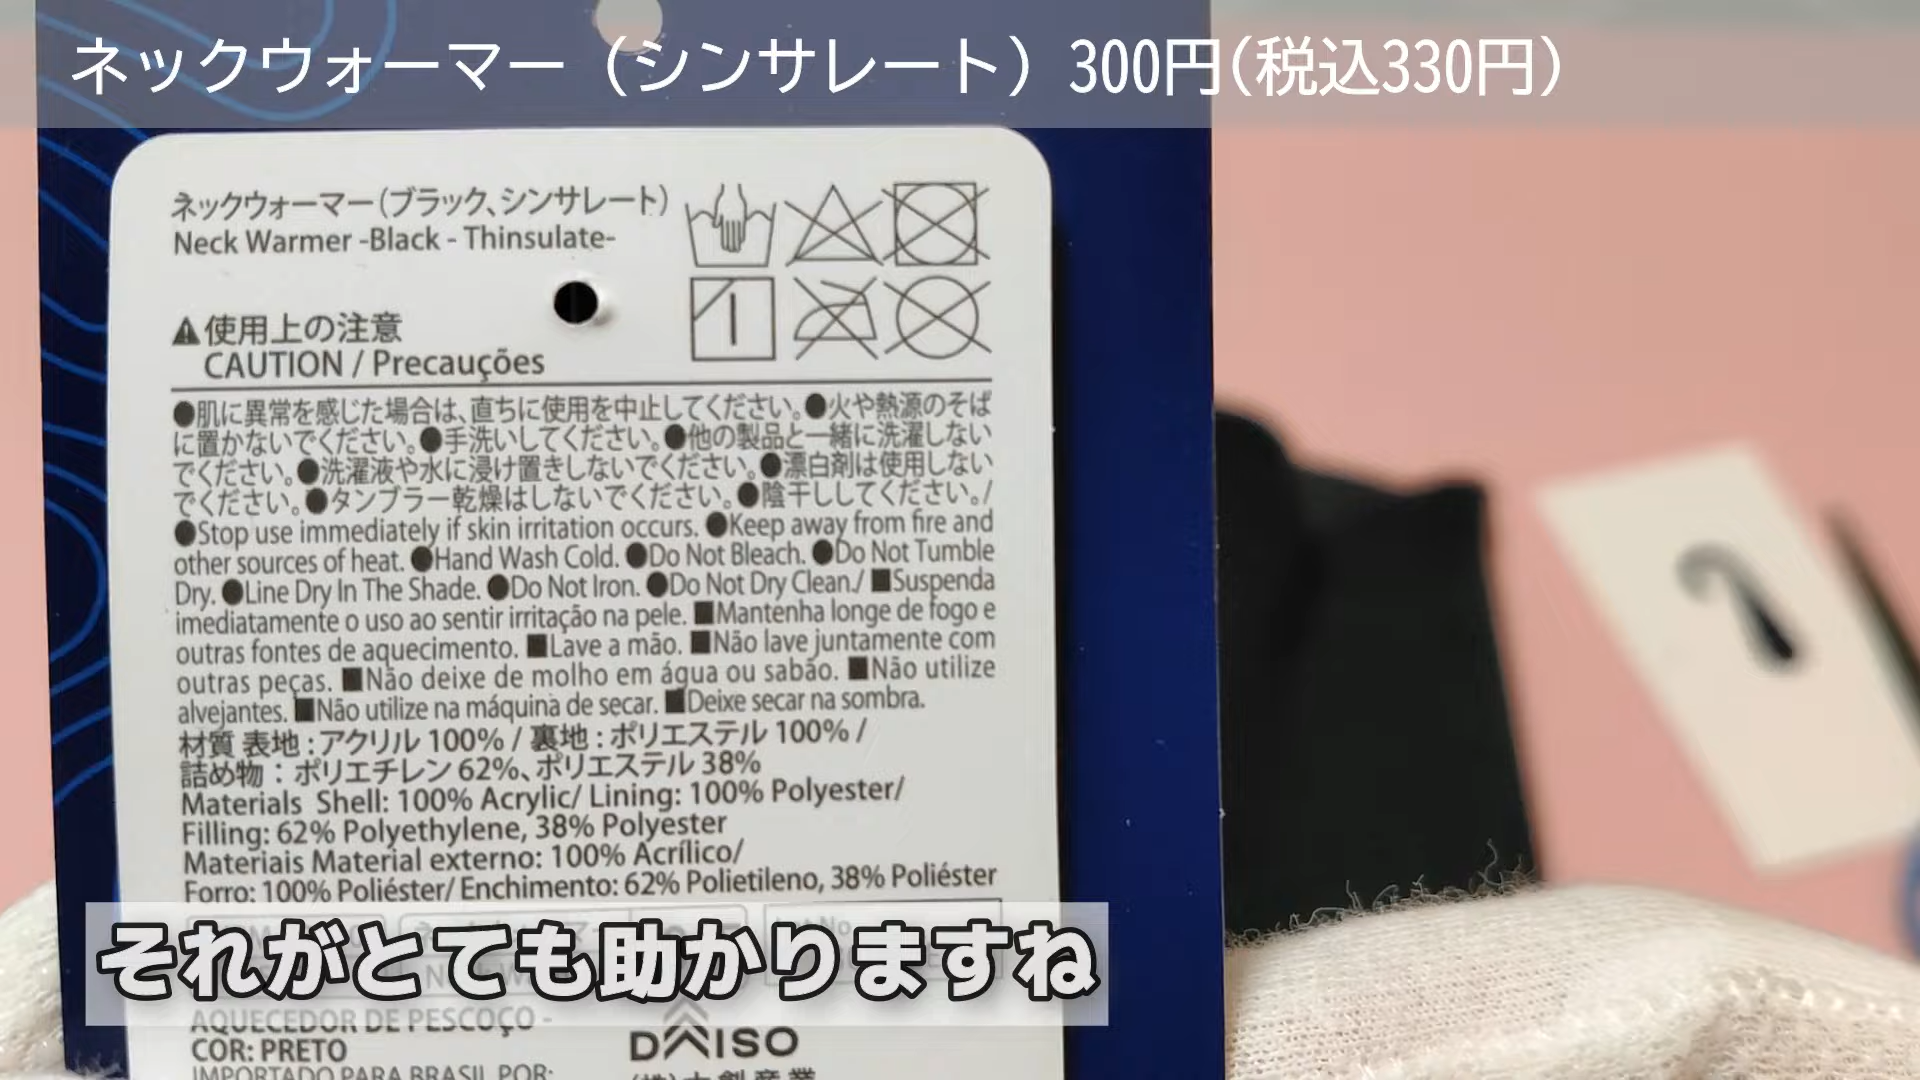 ネックウォーマー（シンサレート）300円(税込330円)
ネックウォーマー(ブラック、シンサレート)
Neck Warmer -Black - Thinsulate-
使用上の注意
CAUTION / Precauções
●肌に異常を感じた場合は、直ちに使用を中止してください。●火や熱源のそば
に置かないでください。●手洗いしてください。●他の製品と一緒に洗濯しない
でください。●洗濯液や水に浸け置きしないでください。●漂白剤は使用しない
でください。●タンブラー乾燥はしないでください。●陰干ししてください。/
●Stop use immediately if skin irritation occurs. ●Keep away from fire and
other sources of heat. ●Hand Wash Cold. ●Do Not Bleach. ●Do Not Tumble
Dry. ●Line Dry In The Shade. ●Do Not Iron. ●Do Not Dry Clean./ ■Suspenda
imediatamente o uso ao sentir irritação na pele. ■Mantenha longe de fogo e
outras fontes de aquecimento. ■Lave a mão. ■Não lave juntamente com
outras peças. ■Não deixe de molho em água ou sabão. ■Não utilize
alvejantes. ■Não utilize na máquina de secar. ■Deixe secar na sombra.
材質 表地：アクリル 100% / 裏地：ポリエステル 100% /
詰め物：ポリエチレン 62%、ポリエステル 38%
Materials Shell: 100% Acrylic/ Lining: 100% Polyester/
Filling: 62% Polyethylene, 38% Polyester
Materiais Material externo: 100% Acrílico/
Forro: 100% Poliéster/ Enchimento: 62% Polietileno, 38% Poliéster
それがとても助かりますね
AQUECEDOR DE PESCOÇO -
COR: PRETO
IMPORTADO PARA BRASIL POR:
DAISO
(株)大創産業